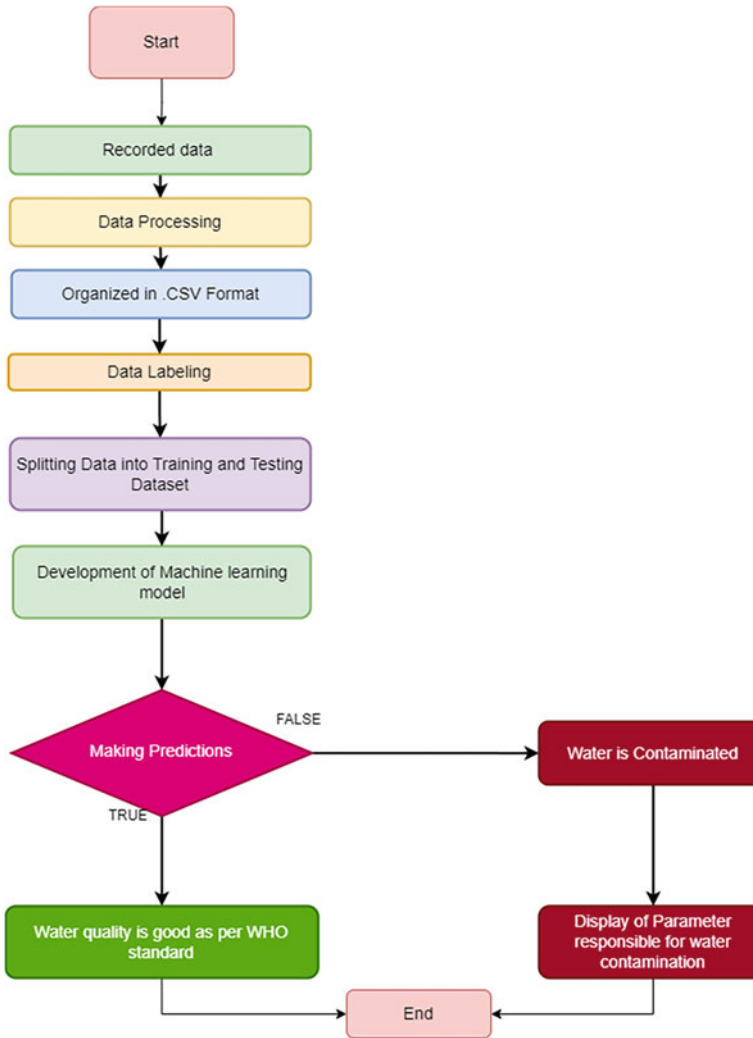 Start
Recorded data
Data Processing
Organized in .CSV Format
Data Labeling
Splitting Data into Training and Testing
Dataset
Development of Machine learning
model
Making Predictions
FALSE
Water is Contaminated
TRUE
Water quality is good as per WHO
standard
Display of Parameter
responsible for water
contamination
End